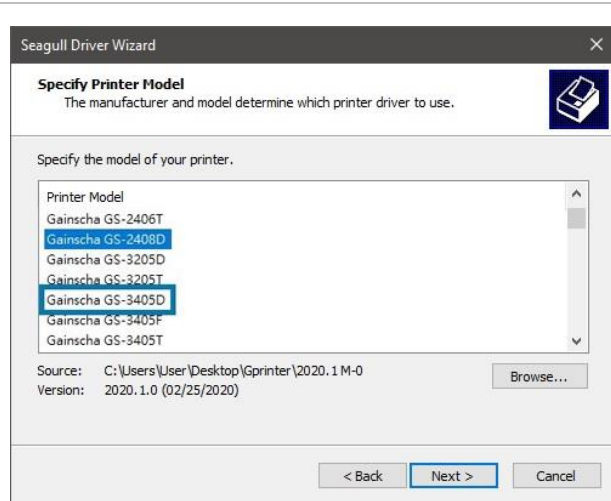 Seagull Driver Wizard
Specify Printer Model
The manufacturer and model determine which printer driver to use.
Specify the model of your printer.
Printer Model
Gainscha GS-2406T
Gainscha GS-2408D
Gainscha GS-3205D
Gainscha GS-3205T
Gainscha GS-3405D
Gainscha GS-3405F
Gainscha GS-3405T
Source: C:\Users\User\Desktop\Gprinter\2020.1 M-0
Browse...
Version: 2020.1.0 (02/25/2020)
< Back Next > Cancel